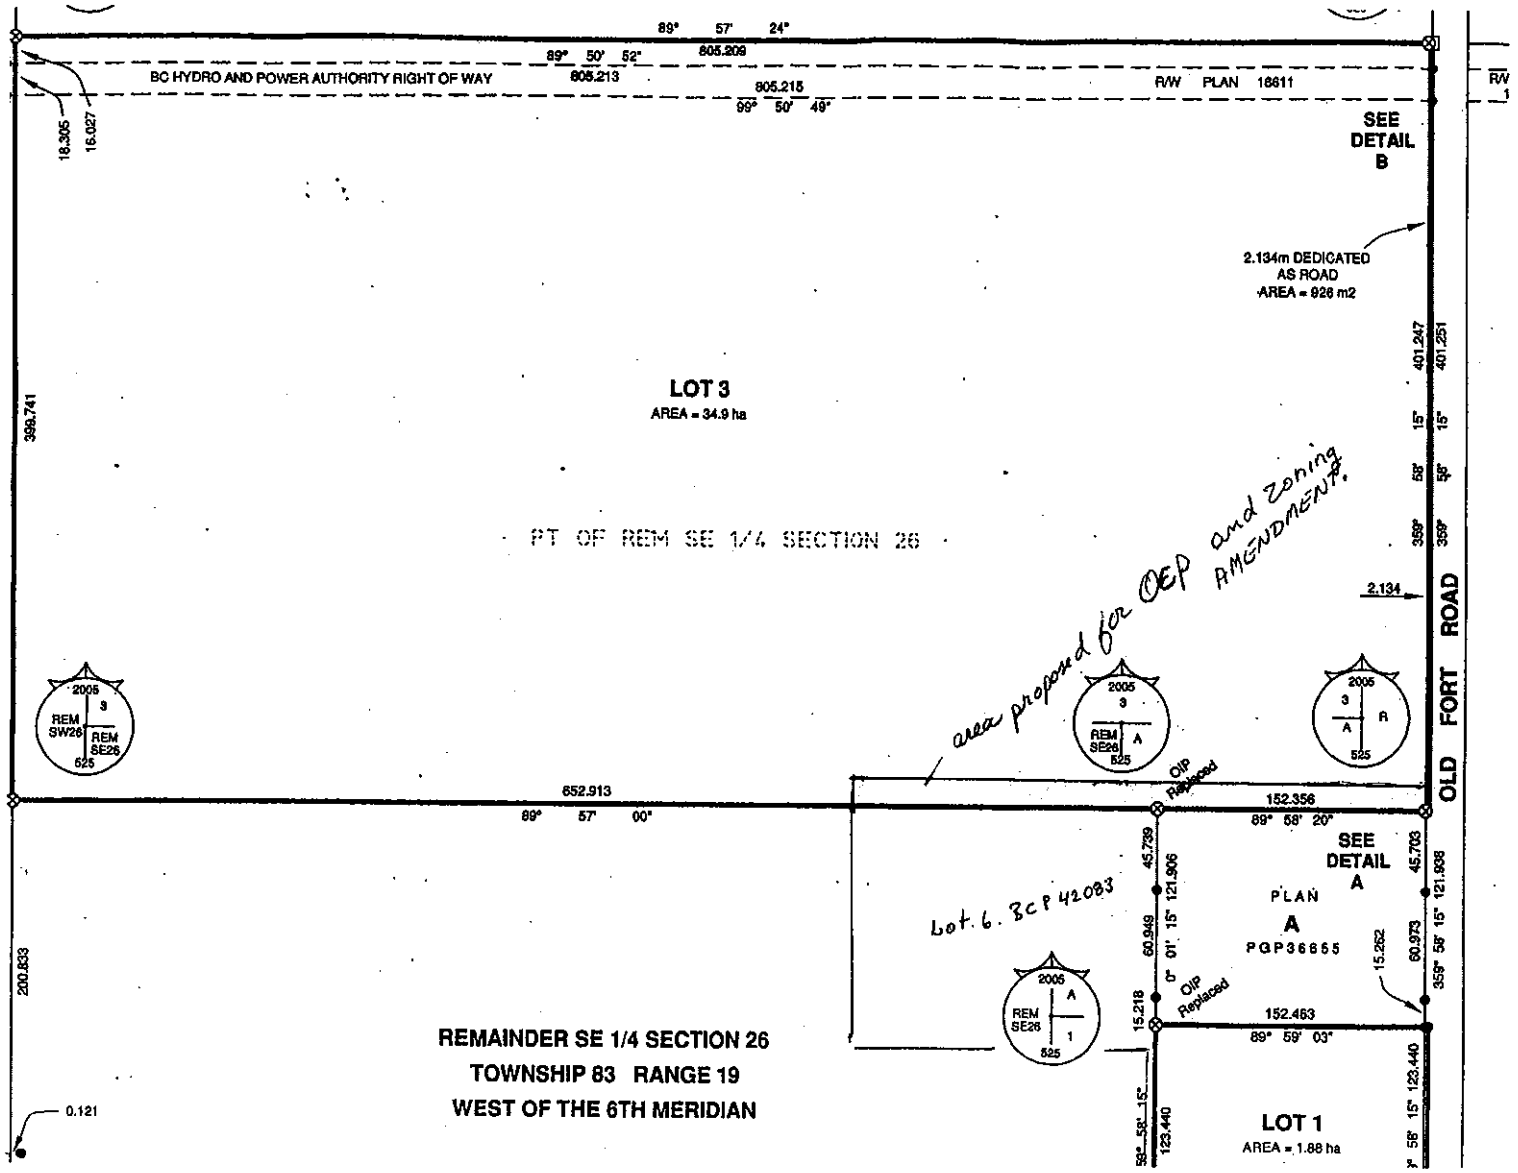 89° 57' 24"
805.209
89° 50' 52"
805.213
BC HYDRO AND POWER AUTHORITY RIGHT OF WAY
805.215
99° 50' 49"
R/W PLAN 16611
R/W
1
18.305
16.027
SEE
DETAIL
B
2.134m DEDICATED
AS ROAD
AREA = 926 m2
399.741
LOT 3
AREA = 34.9 ha
359° 58' 15" 401.247
359° 58' 15" 401.251
PT OF REM SE 1/4 SECTION 26
area proposed for OCP and zoning
AMENDMENT.
2.134
OLD FORT ROAD
2005
3
REM
SW26
REM
SE26
525
2005
3
REM
SE26
A
525
2005
3
A
R
525
OIP
Replaced
652.913
89° 57' 00"
152.356
89° 58' 20"
SEE
DETAIL
A
45.739
121.906
60.949
0° 01' 15"
15.218
45.703
121.938
60.973
359° 58' 15"
15.262
PLAN
A
PGP36655
Lot. 6. BCP 42083
2005
A
REM
SE26
1
525
OIP
Replaced
152.463
89° 59' 03"
200.833
REMAINDER SE 1/4 SECTION 26
TOWNSHIP 83 RANGE 19
WEST OF THE 6TH MERIDIAN
0.121
58' 15"
123.440
LOT 1
AREA = 1.88 ha
58' 15" 123.440